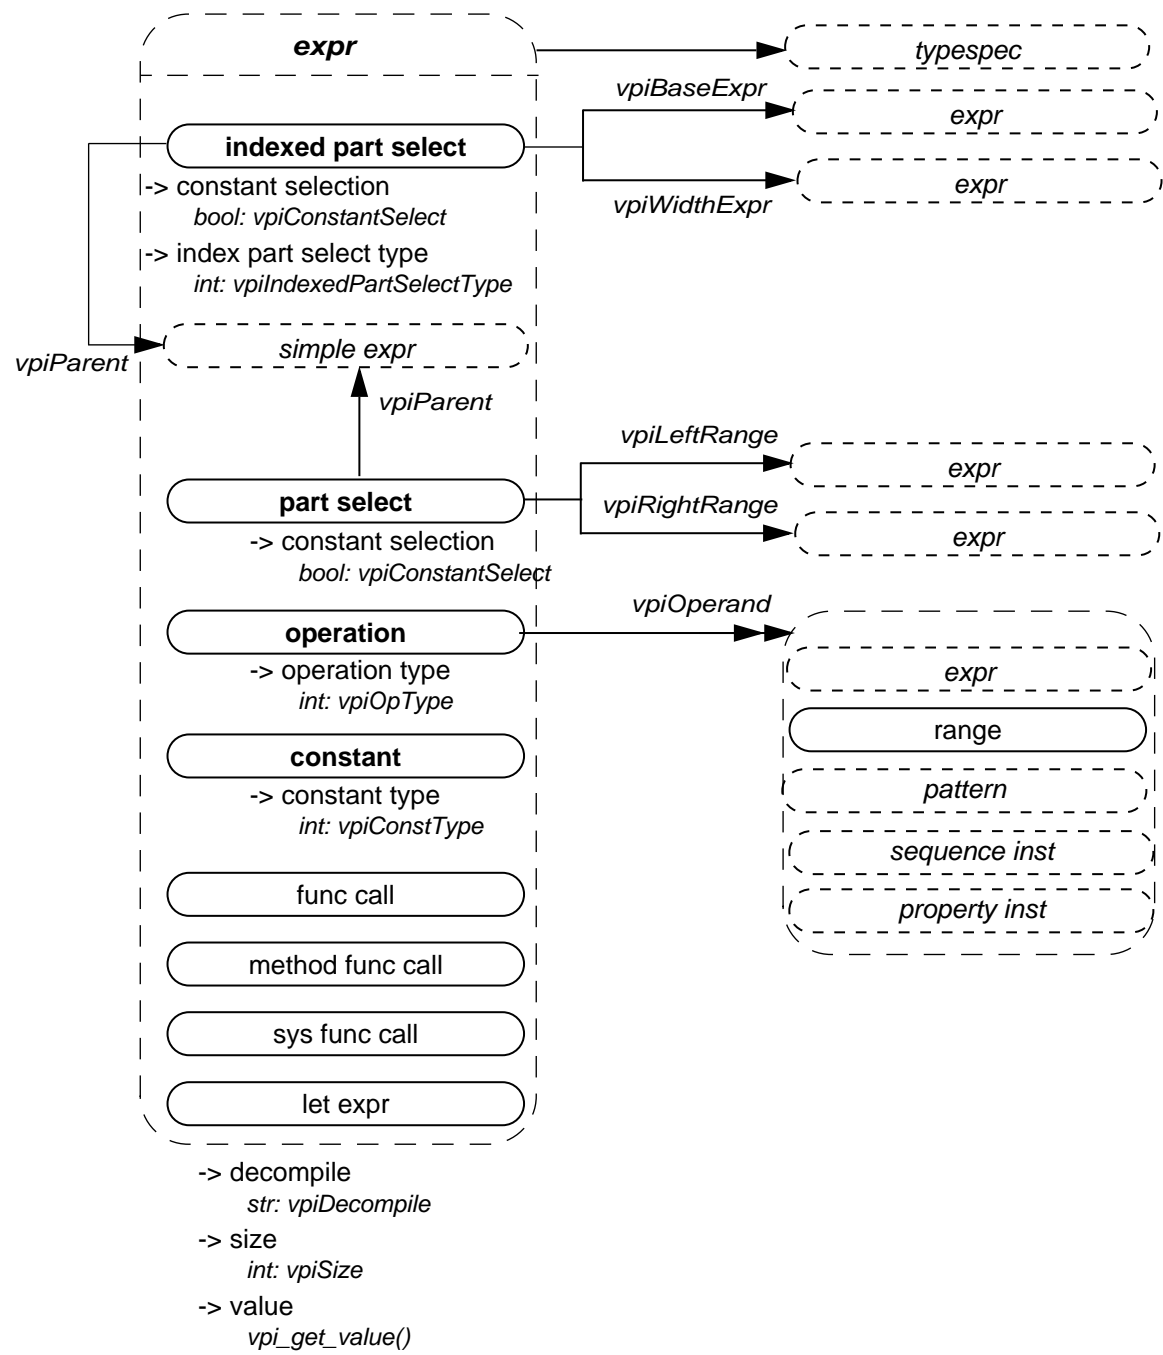 expr
typespec
vpiBaseExpr
expr
indexed part select
expr
vpiWidthExpr
-> constant selection
bool: vpiConstantSelect
-> index part select type
int: vpiIndexedPartSelectType
simple expr
vpiParent
vpiParent
vpiLeftRange
expr
part select
vpiRightRange
expr
-> constant selection
bool: vpiConstantSelect
vpiOperand
operation
-> operation type
int: vpiOpType
expr
range
constant
-> constant type
int: vpiConstType
pattern
sequence inst
func call
property inst
method func call
sys func call
let expr
-> decompile
str: vpiDecompile
-> size
int: vpiSize
-> value
vpi_get_value()